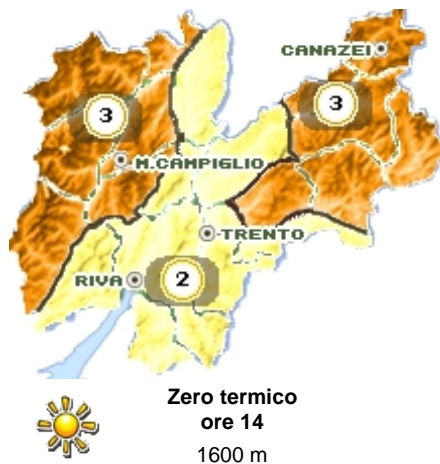 CANAZEI
3
3
M.CAMPIGLIO
TRENTO
RIVA
2
Zero termico
ore 14
1600 m